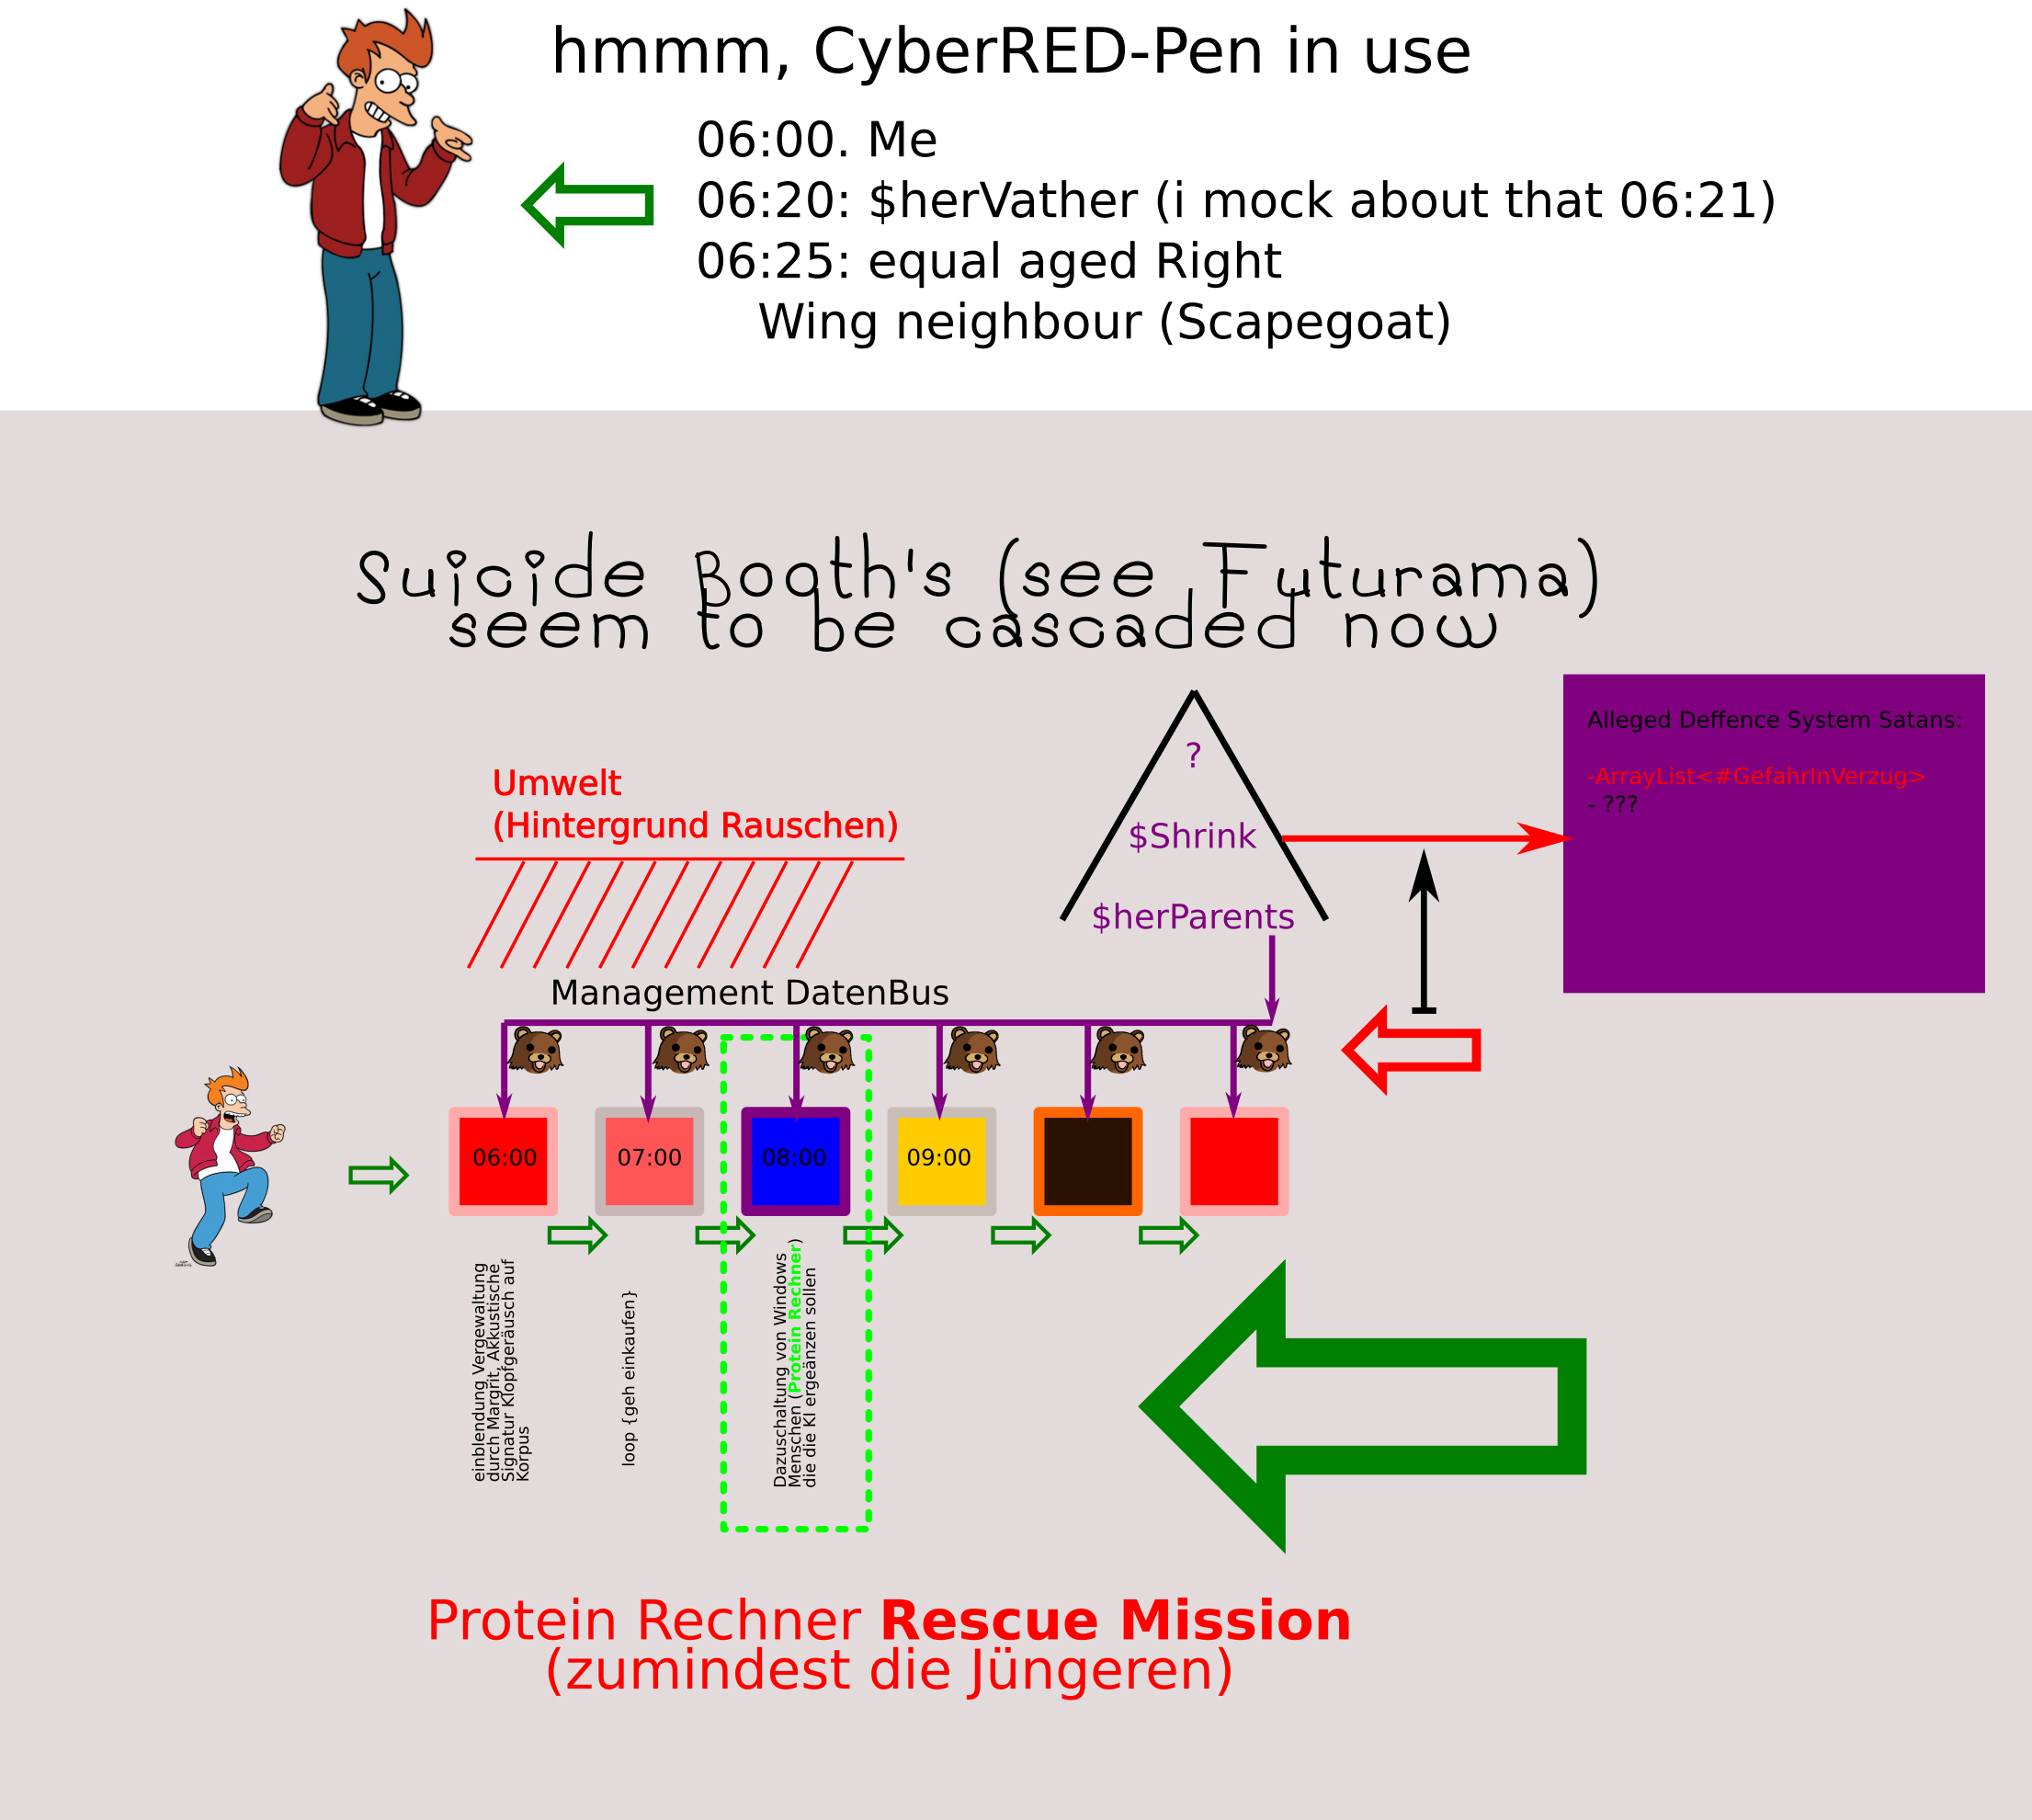 hmmm, CyberRED-Pen in use
06:00. Me
06:20: $herVather (i mock about that 06:21)
06:25: equal aged Right
Wing neighbour (Scapegoat)
Suicide Booth's (see Futurama)
seem to be cascaded now
Alleged Deffence System Satans:
-ArrayList<#GefahrInVerzug>
- ???
?
$Shrink
$herParents
Umwelt
(Hintergrund Rauschen)
Management DatenBus
06:00
07:00
08:00
09:00
einblendung Vergewaltung
durch Margrit, Akkustische
Signatur Klopfgeräusch auf
Korpus
loop {geh einkaufen}
Dazuschaltung von Windows
Menschen (Protein Rechner)
die die KI ergeänzen sollen
Protein Rechner Rescue Mission
(zumindest die Jüngeren)